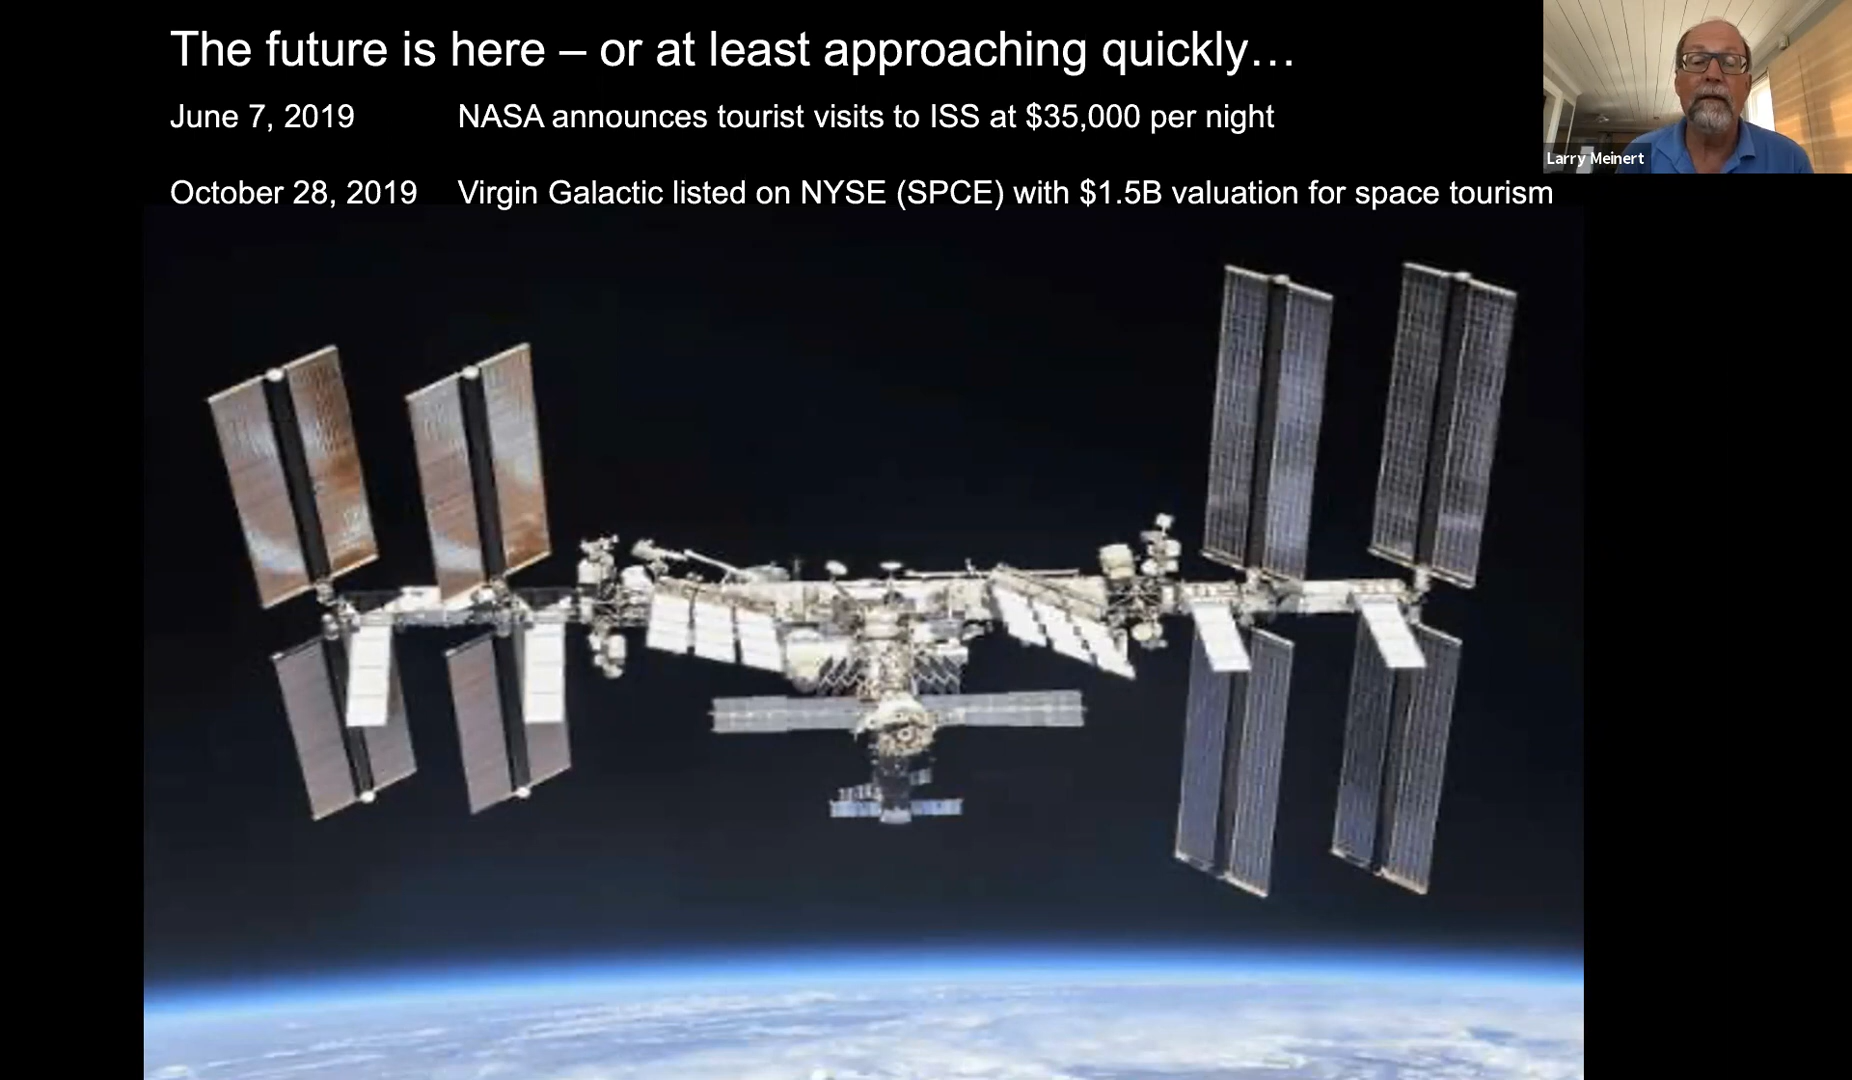 The future is here – or at least approaching quickly…
June 7, 2019 NASA announces tourist visits to ISS at $35,000 per night
October 28, 2019 Virgin Galactic listed on NYSE (SPCE) with $1.5B valuation for space tourism
Larry Meinert